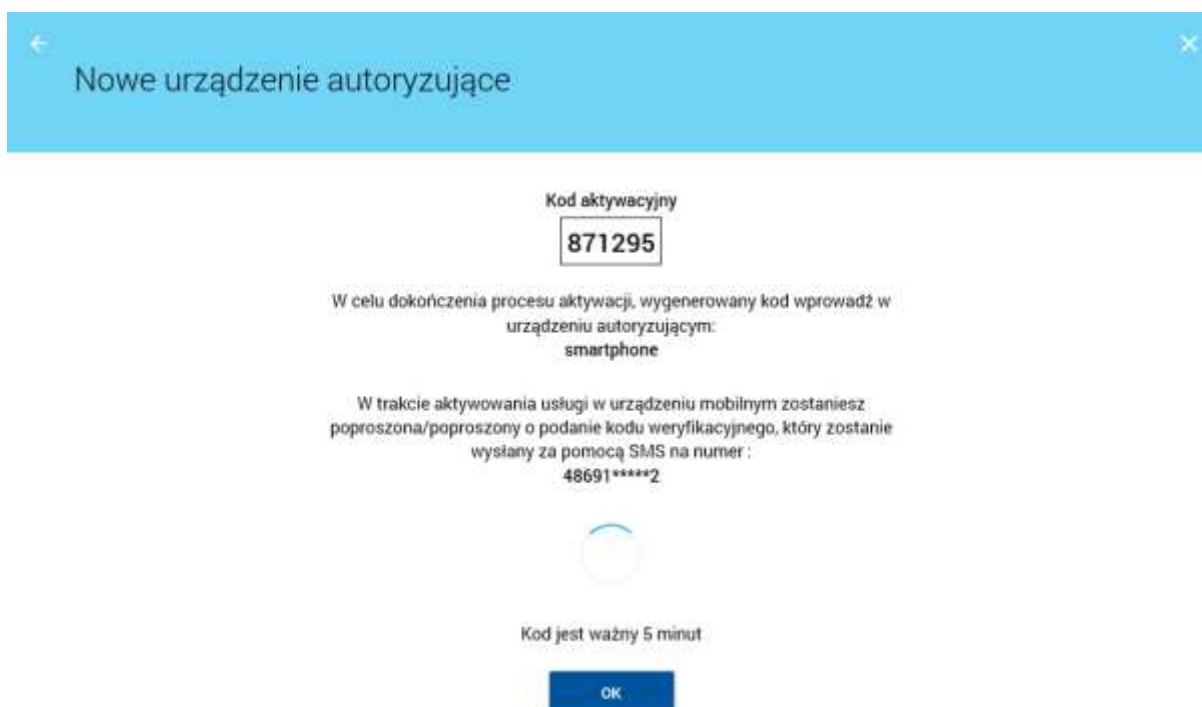 Nowe urządzenie autoryzujące
Kod aktywacyjny
871295
W celu dokończenia procesu aktywacji, wygenerowany kod wprowadź w
urządzeniu autoryzującym:
smartphone
W trakcie aktywowania usługi w urządzeniu mobilnym zostaniesz
poproszona/poproszony o podanie kodu weryfikacyjnego, który zostanie
wysłany za pomocą SMS na numer :
48691*****2
Kod jest ważny 5 minut
OK